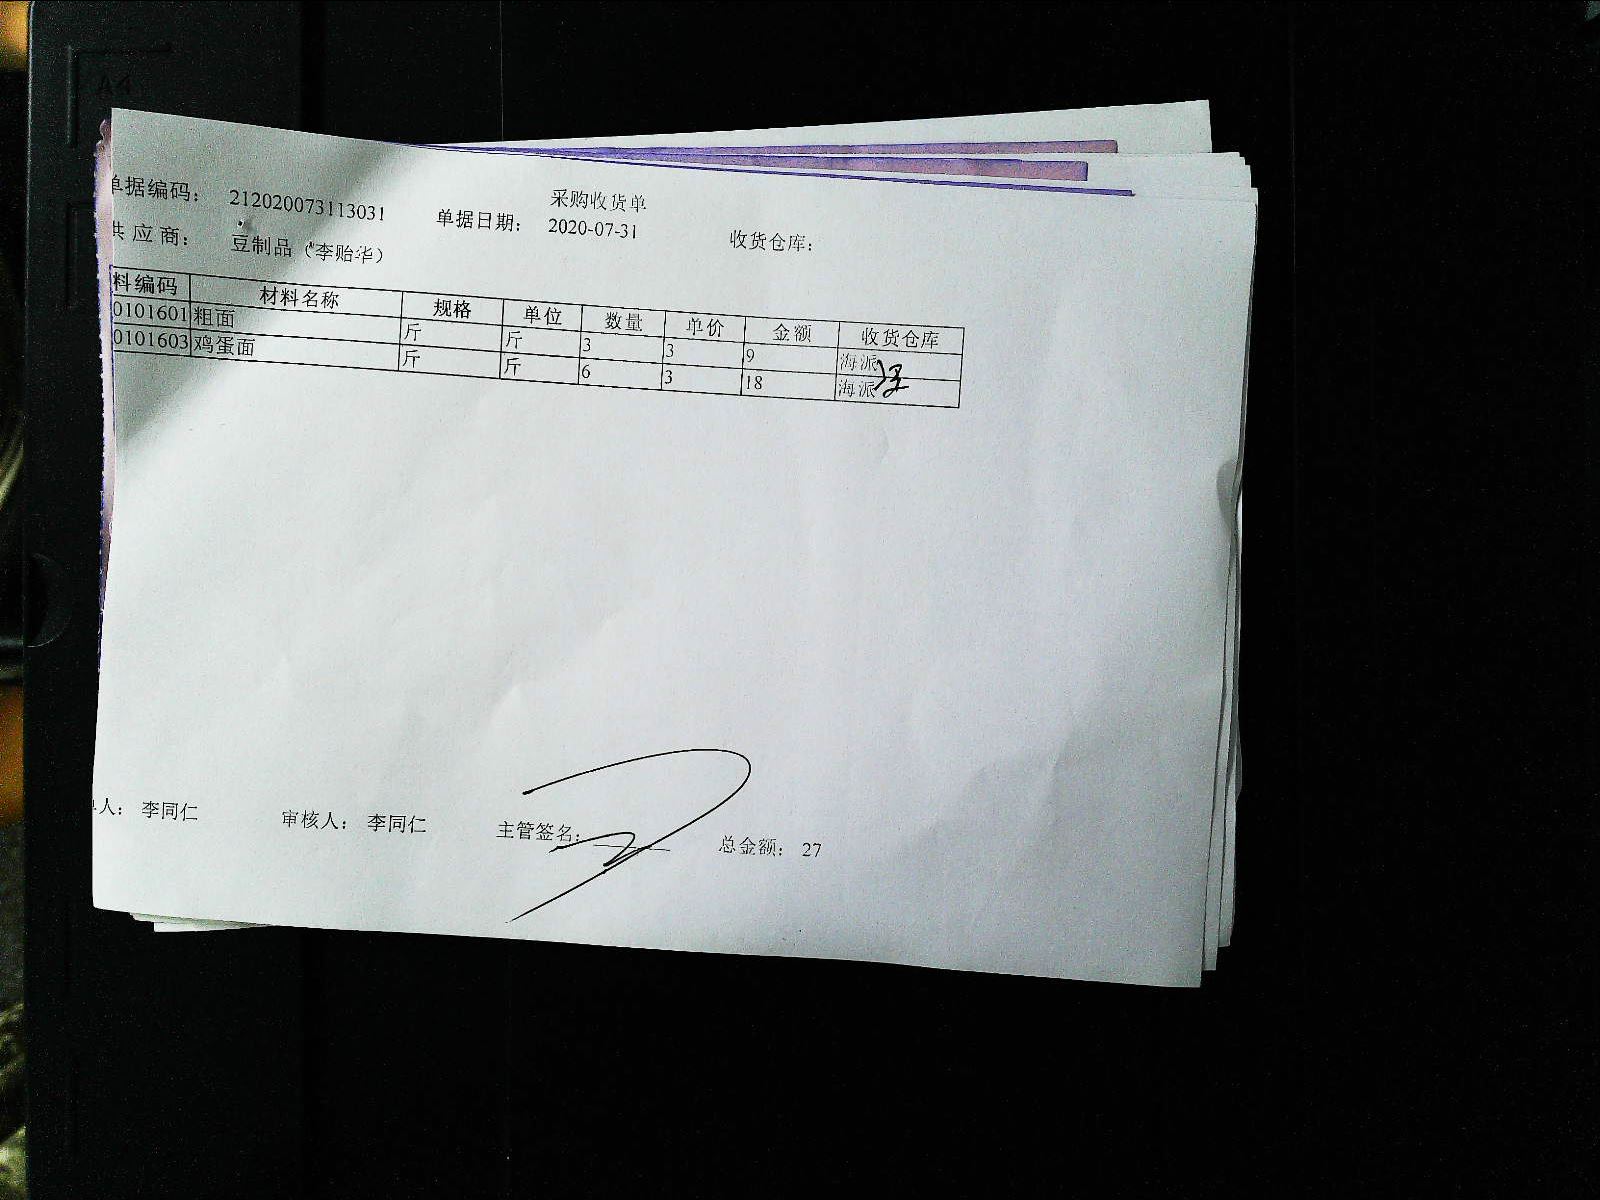 A4
采购收货单
单据编码： 212020073113031 单据日期： 2020-07-31 收货仓库：
供应商： 豆制品（李贻华）
料编码 材料名称 规格 单位 数量 单价 金额 收货仓库
0101601 粗面 斤 斤 3 3 9 海派
0101603 鸡蛋面 斤 斤 6 3 18 海派
人： 李同仁 审核人： 李同仁 主管签名： 总金额： 27